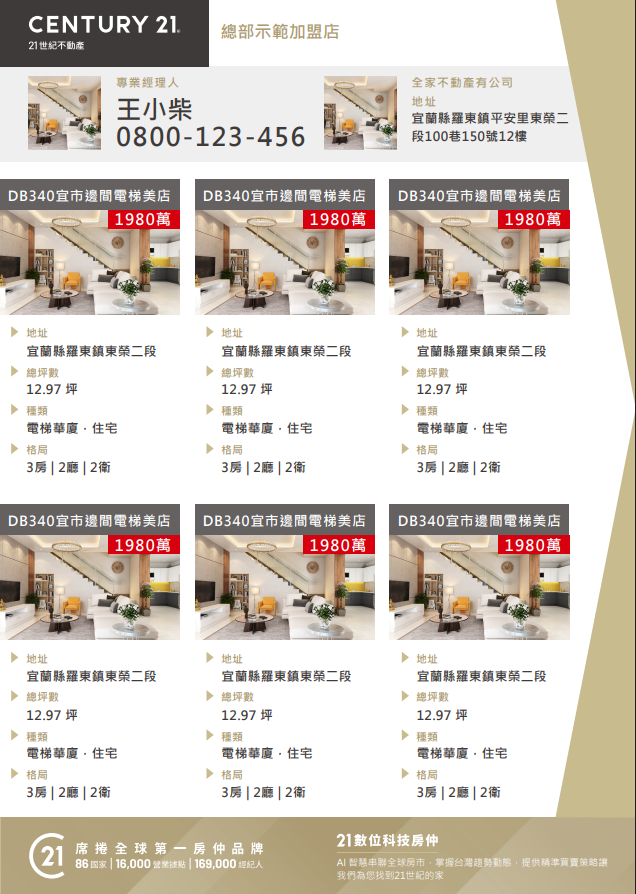 CENTURY 21.
21世紀不動產
總部示範加盟店
專業經理人
王小柴
0800-123-456
全家不動產有公司
地址
宜蘭縣羅東鎮平安里東榮二
段100巷150號12樓
DB340宜市邊間電梯美店
1980萬
地址
宜蘭縣羅東鎮東榮二段
總坪數
12.97 坪
種類
電梯華廈．住宅
格局
3房 | 2廳 | 2衛
DB340宜市邊間電梯美店
1980萬
地址
宜蘭縣羅東鎮東榮二段
總坪數
12.97 坪
種類
電梯華廈．住宅
格局
3房 | 2廳 | 2衛
DB340宜市邊間電梯美店
1980萬
地址
宜蘭縣羅東鎮東榮二段
總坪數
12.97 坪
種類
電梯華廈．住宅
格局
3房 | 2廳 | 2衛
DB340宜市邊間電梯美店
1980萬
地址
宜蘭縣羅東鎮東榮二段
總坪數
12.97 坪
種類
電梯華廈．住宅
格局
3房 | 2廳 | 2衛
DB340宜市邊間電梯美店
1980萬
地址
宜蘭縣羅東鎮東榮二段
總坪數
12.97 坪
種類
電梯華廈．住宅
格局
3房 | 2廳 | 2衛
DB340宜市邊間電梯美店
1980萬
地址
宜蘭縣羅東鎮東榮二段
總坪數
12.97 坪
種類
電梯華廈．住宅
格局
3房 | 2廳 | 2衛
21
席捲全球第一房仲品牌
86 國家 | 16,000 營業據點 | 169,000 經紀人
21數位科技房仲
AI 智慧串聯全球房市．掌握台灣趨勢動態．提供精準買賣策略讓
我們為您找到21世紀的家